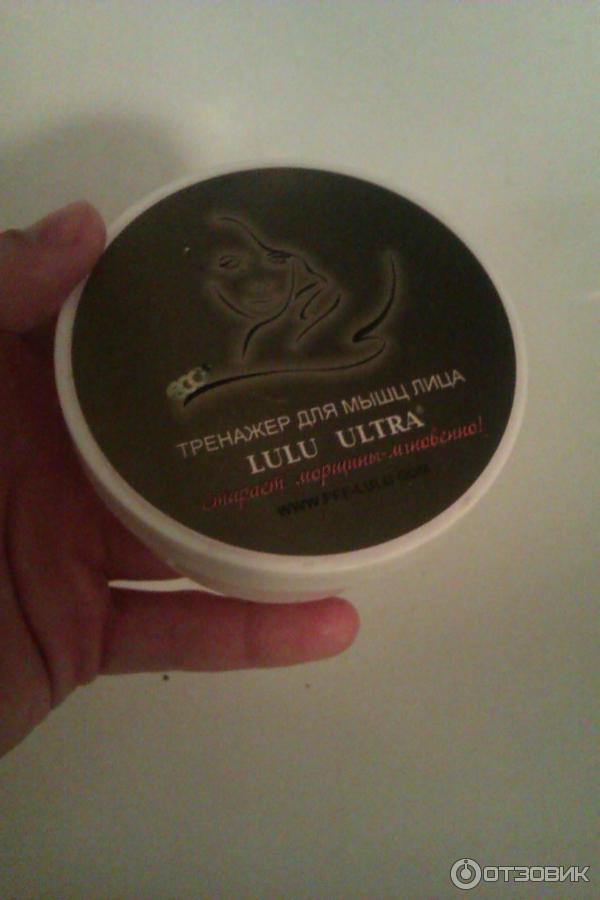 ТРЕНАЖЕР ДЛЯ МЫШЦ ЛИЦА
LULU ULTRA®
стирает морщины-мгновенно!
ОТЗОВИК